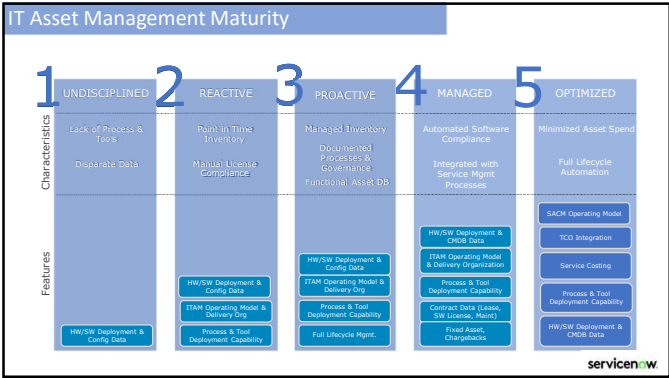 IT Asset Management Maturity
1
UNDISCIPLINED
2
REACTIVE
3
PROACTIVE
4
MANAGED
5
OPTIMIZED
Characteristics
Lack of Process &
Tools
Disparate Data
Point in Time
Inventory
Manual License
Compliance
Managed Inventory
Documented
Processes &
Governance
Functional Asset DB
Automated Software
Compliance
Integrated with
Service Mgmt
Processes
Minimized Asset Spend
Full Lifecycle
Automation
Features
HW/SW Deployment &
Config Data
HW/SW Deployment &
Config Data
ITAM Operating Model &
Delivery Org
Process & Tool
Deployment Capability
HW/SW Deployment &
Config Data
ITAM Operating Model &
Delivery Org
Process & Tool
Deployment Capability
Full Lifecycle Mgmt.
HW/SW Deployment &
CMDB Data
ITAM Operating Model
& Delivery Organization
Process & Tool
Deployment Capability
Contract Data (Lease,
SW License, Maint)
Fixed Asset,
Chargebacks
SACM Operating Model
TCO Integration
Service Costing
Process & Tool
Deployment Capability
HW/SW Deployment &
CMDB Data
servicenow